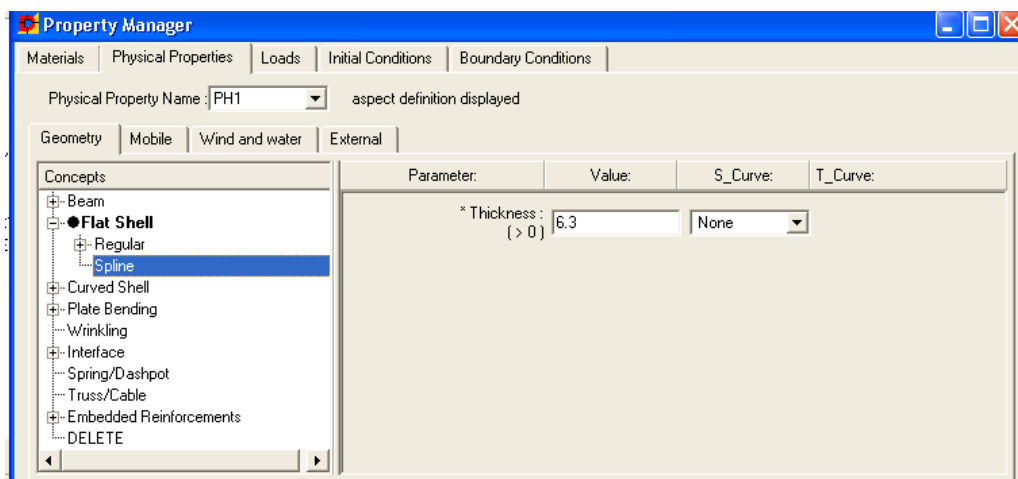 Property Manager
Materials Physical Properties Loads Initial Conditions Boundary Conditions
Physical Property Name : PH1 aspect definition displayed
Geometry Mobile Wind and water External
Concepts Parameter: Value: S_Curve: T_Curve:
Beam
Flat Shell
Regular
Spline
Curved Shell
Plate Bending
Wrinkling
Interface
Spring/Dashpot
Truss/Cable
Embedded Reinforcements
DELETE
* Thickness :
( > 0 )
6.3 None